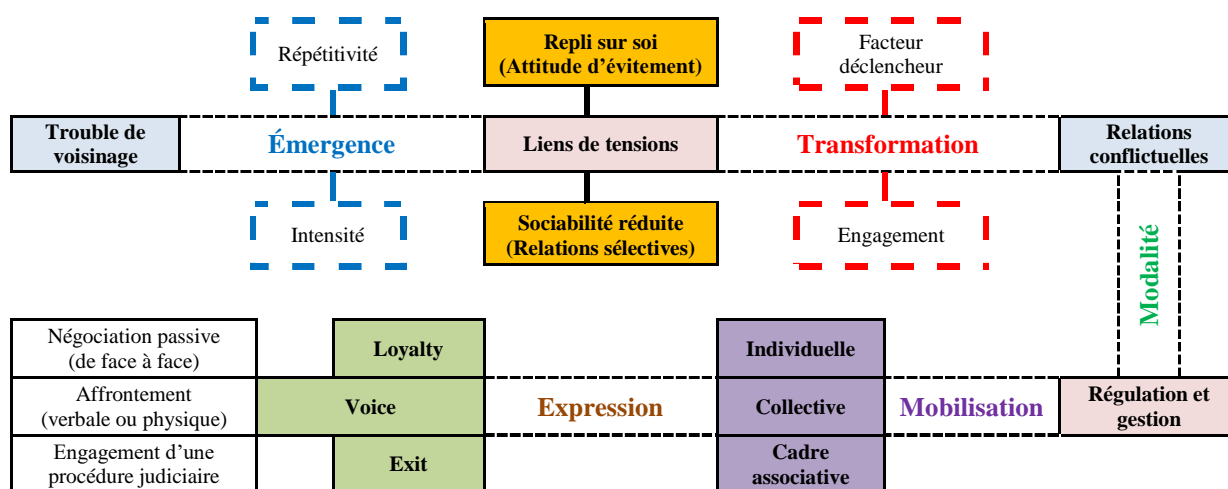 Répétitivité
Repli sur soi
(Attitude d'évitement)
Facteur
déclencheur
Trouble de
voisinage
Émergence
Liens de tensions
Transformation
Relations
conflictuelles
Intensité
Sociabilité réduite
(Relations sélectives)
Engagement
Modalité
Négociation passive
(de face à face)
Loyalty
Individuelle
Affrontement
(verbale ou physique)
Voice
Expression
Collective
Mobilisation
Régulation et
gestion
Engagement d'une
procédure judiciaire
Exit
Cadre
associative